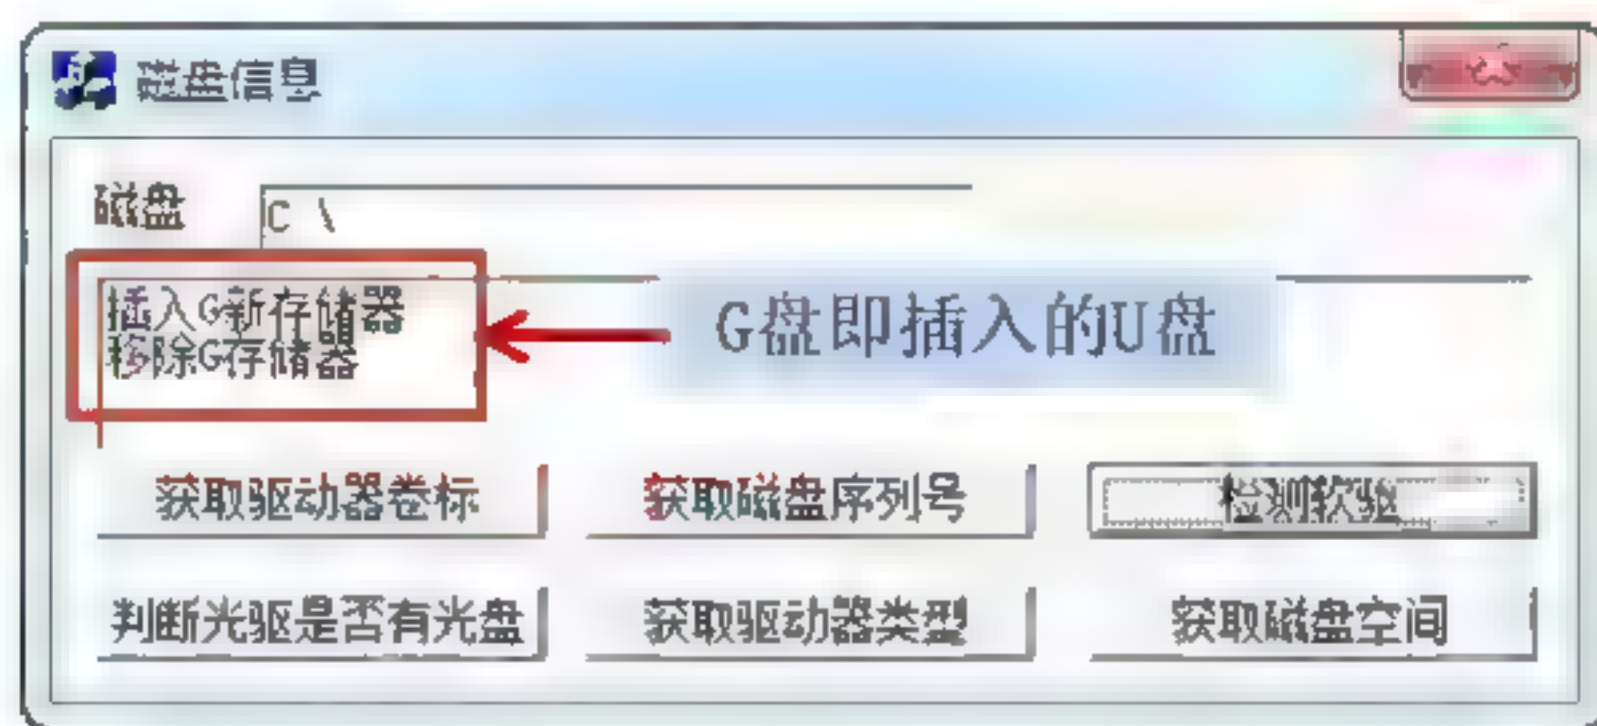 磁盘信息
磁盘 C \
插入G新存储器
移除G存储器
G盘即插入的U盘
获取驱动器卷标 获取磁盘序列号 检测软驱
判断光驱是否有光盘 获取驱动器类型 获取磁盘空间